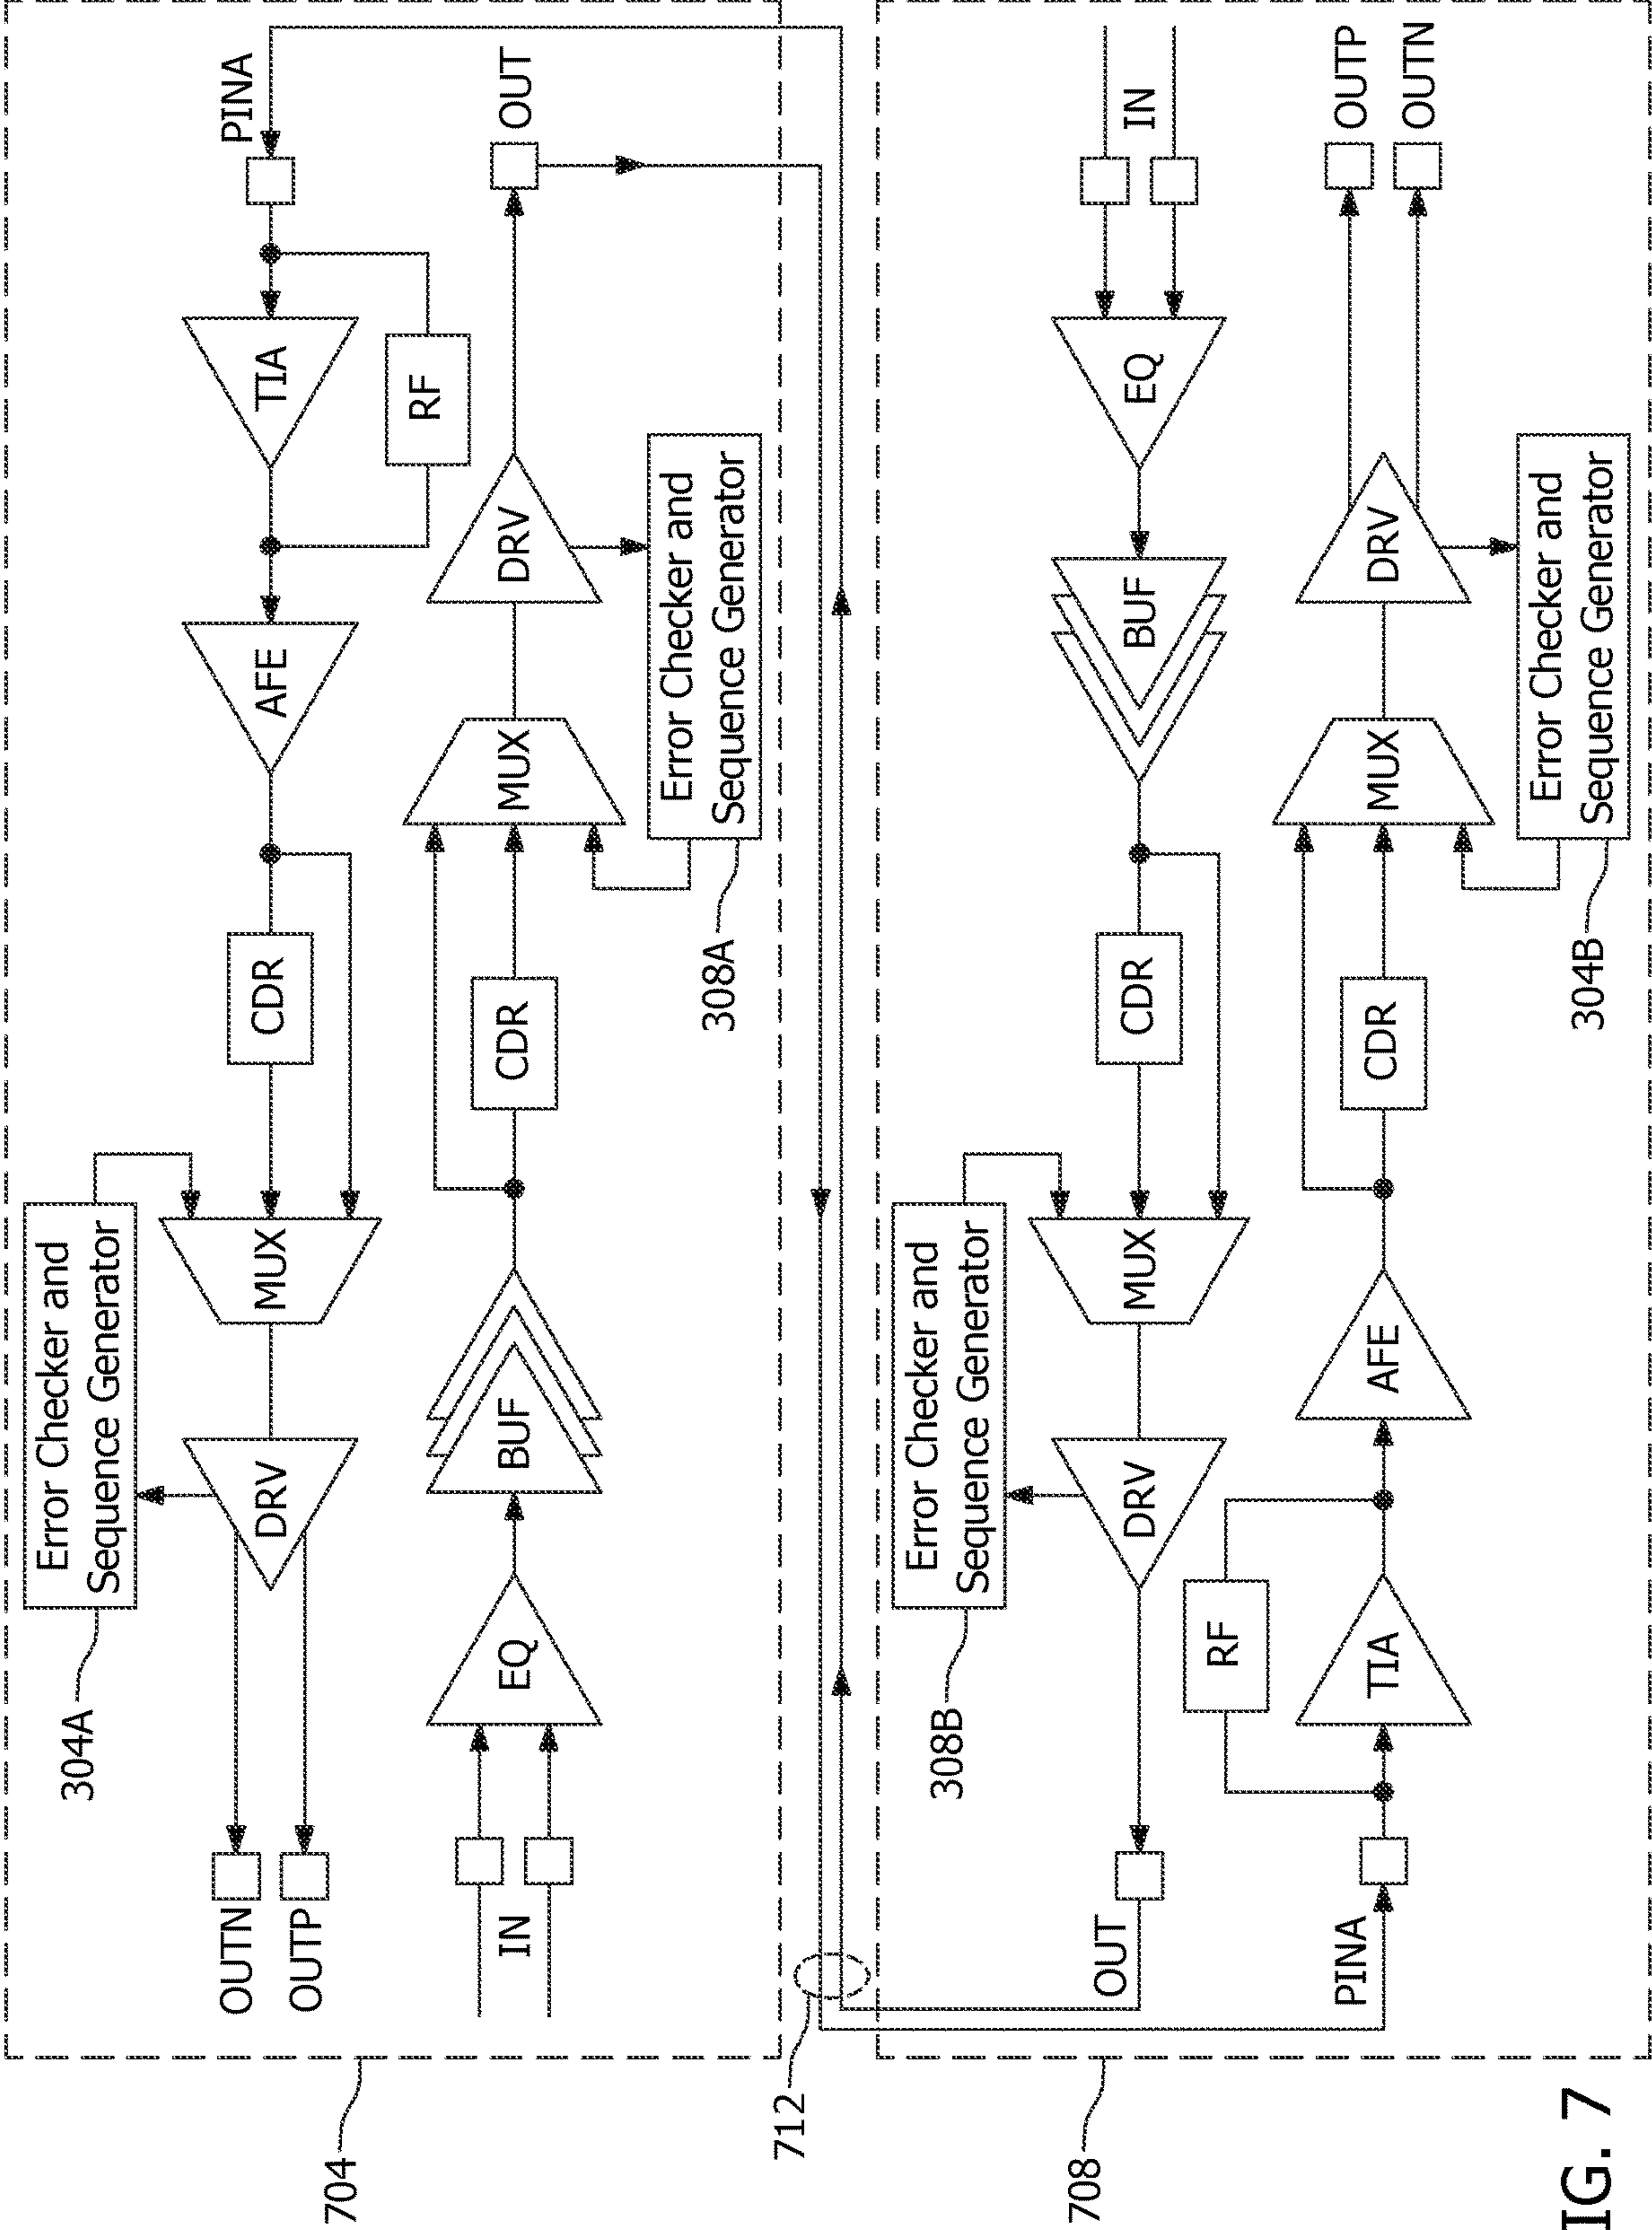 Error Checker and
Sequence Generator
304A
OUTN
OUTP
DRV
MUX
CDR
AFE
TIA
PINA
RF
704
IN
EQ
BUF
CDR
MUX
DRV
OUT
Error Checker and
Sequence Generator
308A
712
Error Checker and
Sequence Generator
308B
OUT
DRV
MUX
CDR
BUF
EQ
IN
708
RF
PINA
TIA
AFE
CDR
MUX
DRV
OUTP
OUTN
Error Checker and
Sequence Generator
304B
IG. 7